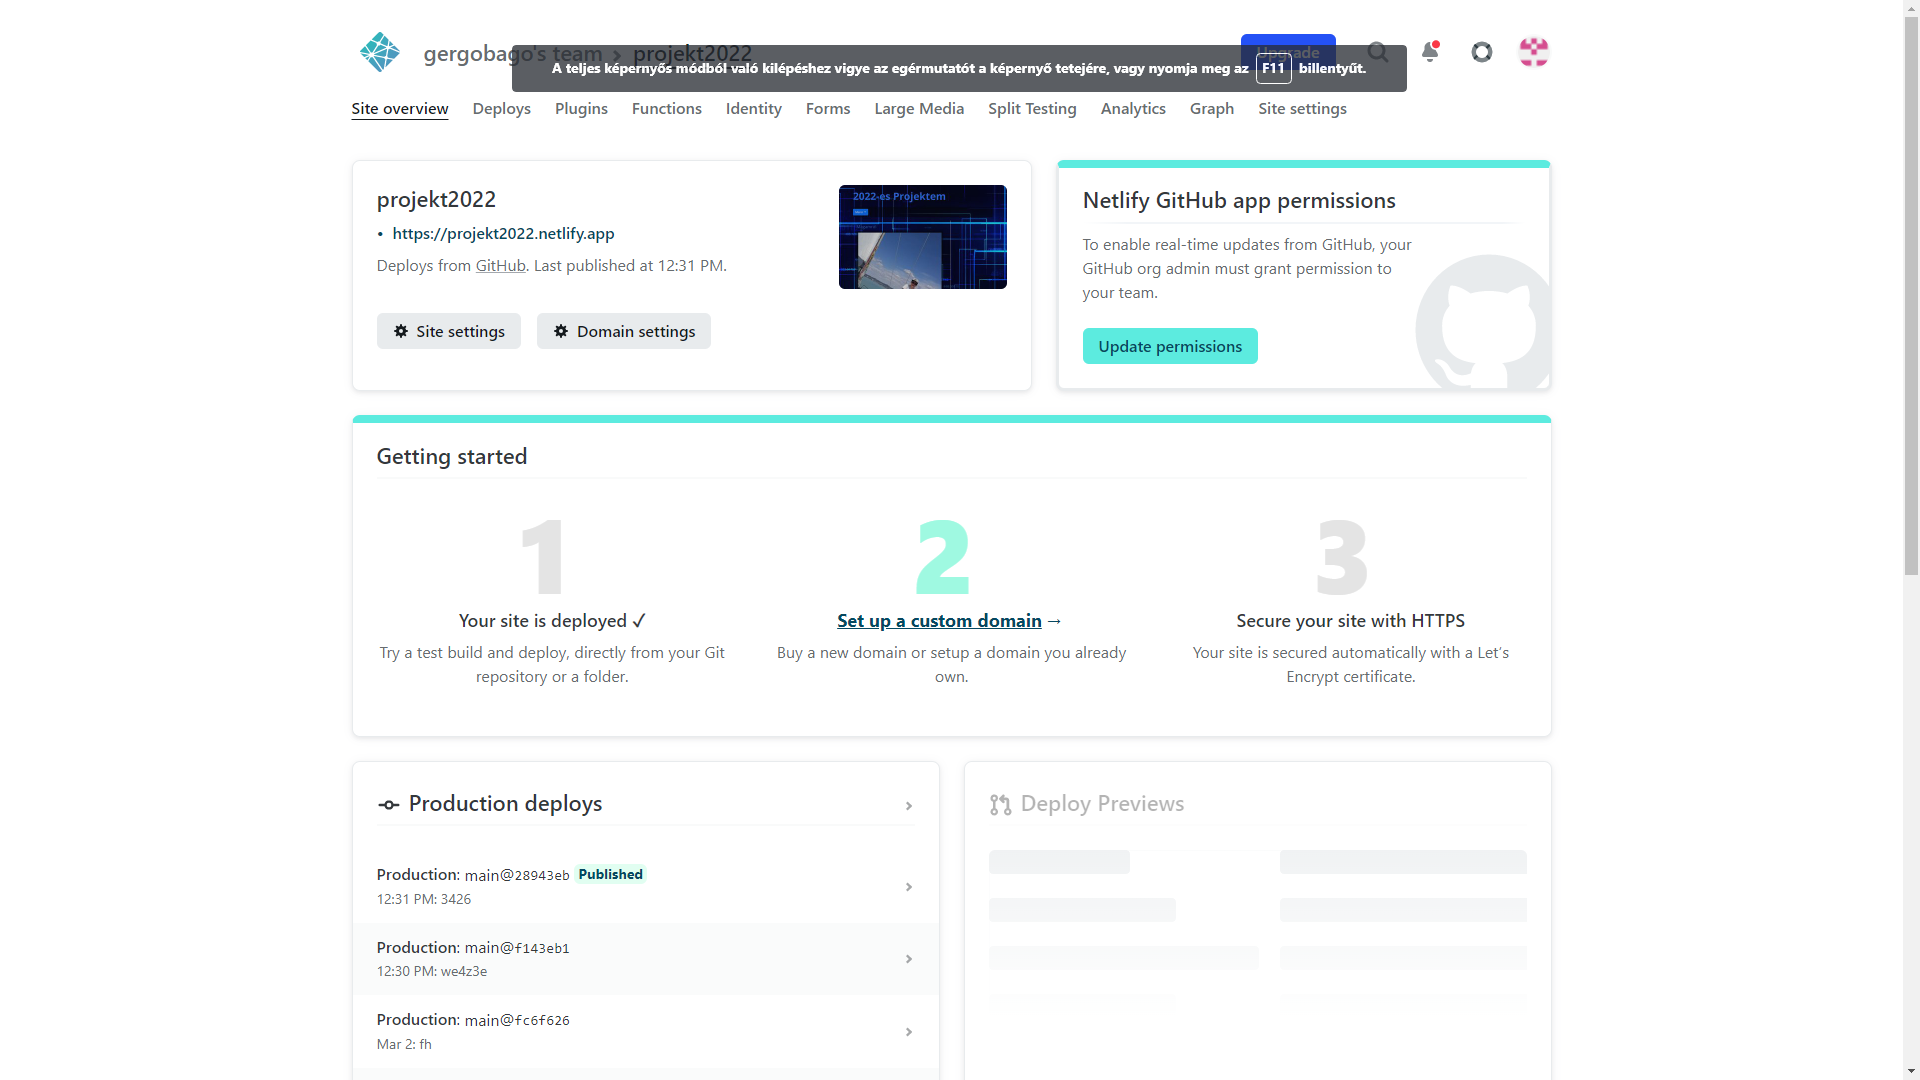 gergobago's team › projekt2022
Upgrade
A teljes képernyős módból való kilépéshez vigye az egérmutatót a képernyő tetejére, vagy nyomja meg az F11 billentyűt.
Site overview Deploys Plugins Functions Identity Forms Large Media Split Testing Analytics Graph Site settings
projekt2022
• https://projekt2022.netlify.app
Deploys from GitHub. Last published at 12:31 PM.
Site settings
Domain settings
2022-es Projektem
Netlify GitHub app permissions
To enable real-time updates from GitHub, your
GitHub org admin must grant permission to
your team.
Update permissions
Getting started
1
Your site is deployed ✓
Try a test build and deploy, directly from your Git
repository or a folder.
2
Set up a custom domain →
Buy a new domain or setup a domain you already
own.
3
Secure your site with HTTPS
Your site is secured automatically with a Let's
Encrypt certificate.
Production deploys
Production: main@28943eb Published
12:31 PM: 3426
Production: main@f143eb1
12:30 PM: we4z3e
Production: main@fc6f626
Mar 2: fh
Deploy Previews